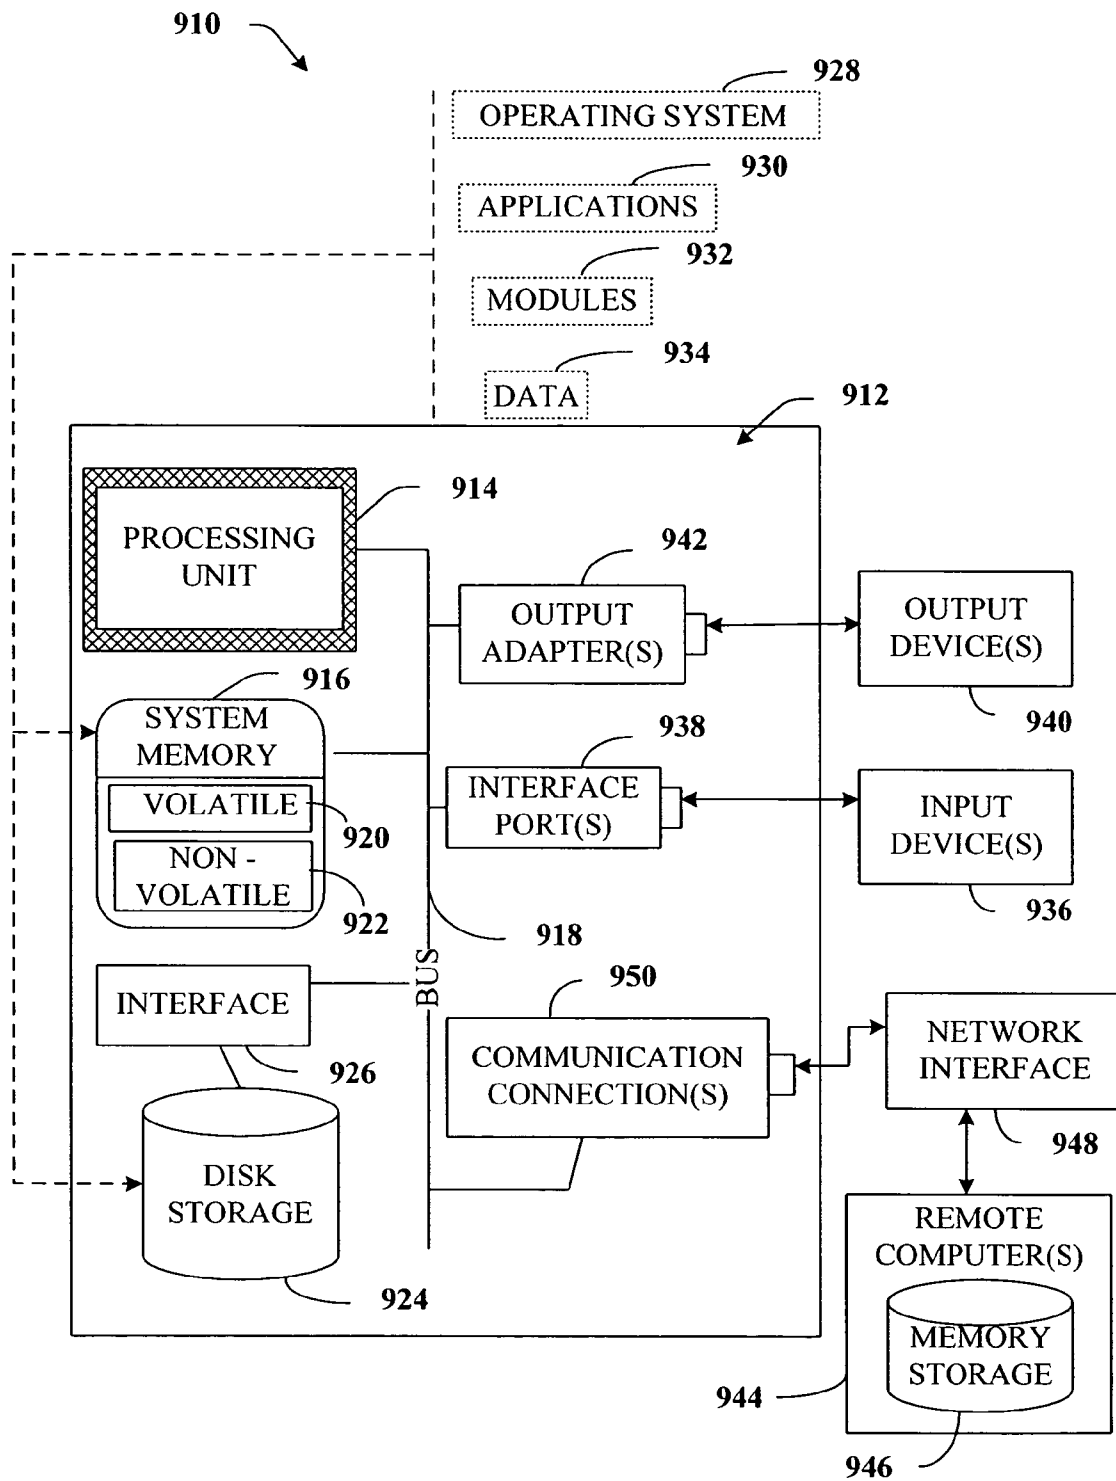 910
928
OPERATING SYSTEM
930
APPLICATIONS
932
MODULES
934
DATA
912
914
PROCESSING
UNIT
942
OUTPUT
ADAPTER(S)
OUTPUT
DEVICE(S)
940
916
SYSTEM
MEMORY
VOLATILE
920
NON -
VOLATILE
922
938
INTERFACE
PORT(S)
INPUT
DEVICE(S)
936
918
BUS
INTERFACE
926
950
COMMUNICATION
CONNECTION(S)
NETWORK
INTERFACE
948
DISK
STORAGE
924
REMOTE
COMPUTER(S)
MEMORY
STORAGE
944
946